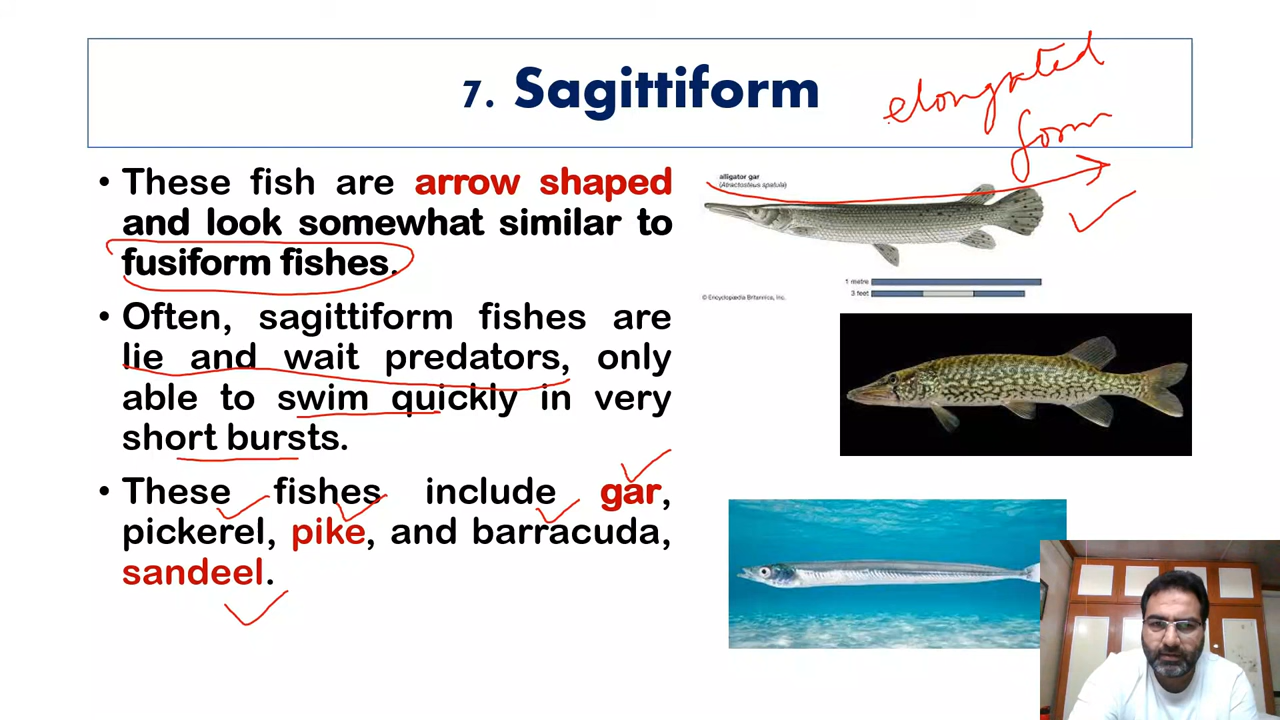 7. Sagittiform
elongated
form
• These fish are arrow shaped
and look somewhat similar to
fusiform fishes.
• Often, sagittiform fishes are
lie and wait predators, only
able to swim quickly in very
short bursts.
• These fishes include gar,
pickerel, pike, and barracuda,
sandeel.
alligator gar
(Atractosteus spatula)
1 metre
3 feet
© Encyclopædia Britannica, Inc.